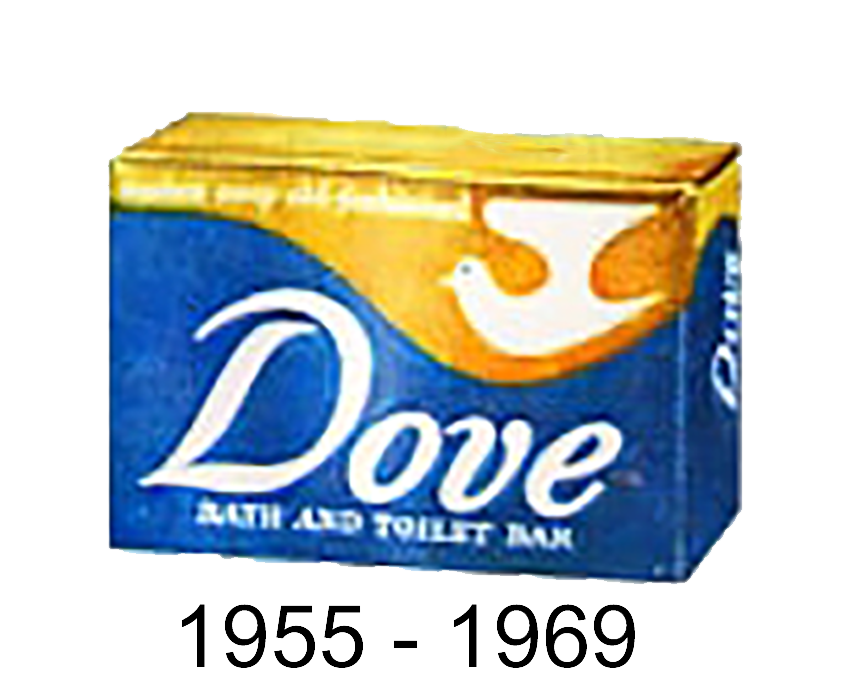 Dove
BATH AND TOILET BAR
Dove
1955 - 1969